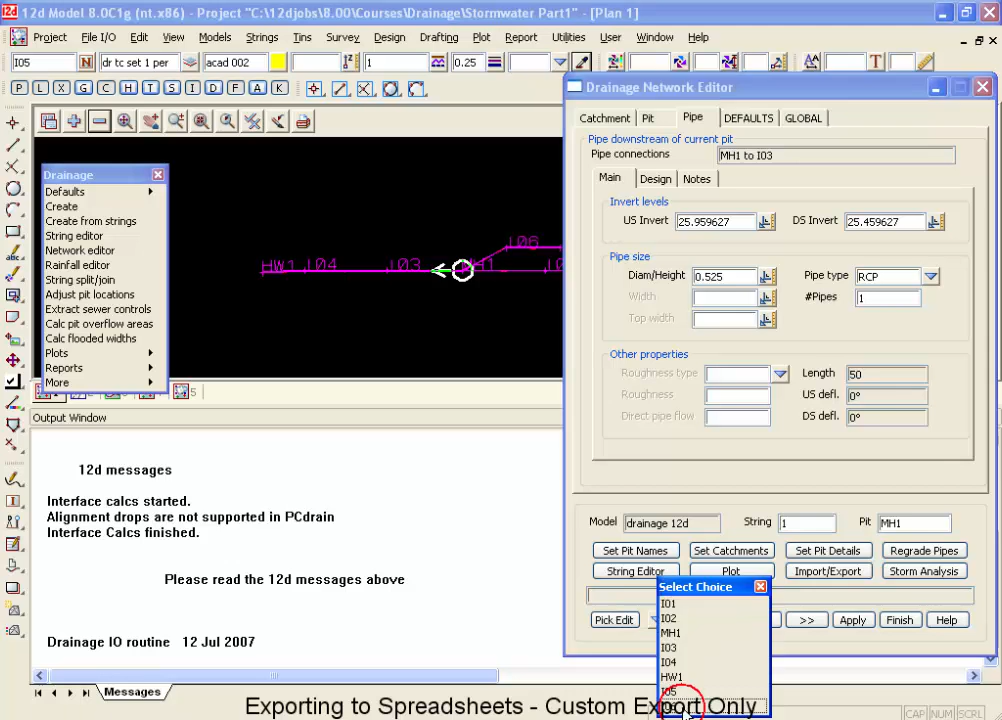 12d Model 8.0C1g (nt.x86) - Project "C:\12djobs\8.00\Courses\Drainage\Stormwater Part1" - [Plan 1]
Project File I/O Edit View Models Strings Tins Survey Design Drafting Plot Report Utilities User Window Help
I05 N dr tc set 1 per acad 002 1 0.25 T
P L X G C H T S I D F A K
Drainage Network Editor
Catchment Pit Pipe DEFAULTS GLOBAL
Pipe downstream of current pit
Pipe connections MH1 to I03
Main Design Notes
Invert levels
US Invert 25.959627 DS Invert 25.459627
Pipe size
Diam/Height 0.525 Pipe type RCP
Width #Pipes 1
Top width
Other properties
Roughness type Length 50
Roughness US defl. 0°
Direct pipe flow DS defl. 0°
Model drainage 12d String 1 Pit MH1
Set Pit Names Set Catchments Set Pit Details Regrade Pipes
String Editor Plot Import/Export Storm Analysis
Pick Edit >> Apply Finish Help
Select Choice
I01
I02
MH1
I03
I04
HW1
I05
Drainage
Defaults
Create
Create from strings
String editor
Network editor
Rainfall editor
String split/join
Adjust pit locations
Extract sewer controls
Calc pit overflow areas
Calc flooded widths
Plots
Reports
More
HW1 I04 I03 I06
5
Output Window
12d messages
Interface calcs started.
Alignment drops are not supported in PCdrain
Interface Calcs finished.
Please read the 12d messages above
Drainage IO routine 12 Jul 2007
Messages
Exporting to Spreadsheets - Custom Export Only
CAP NUM SCRL